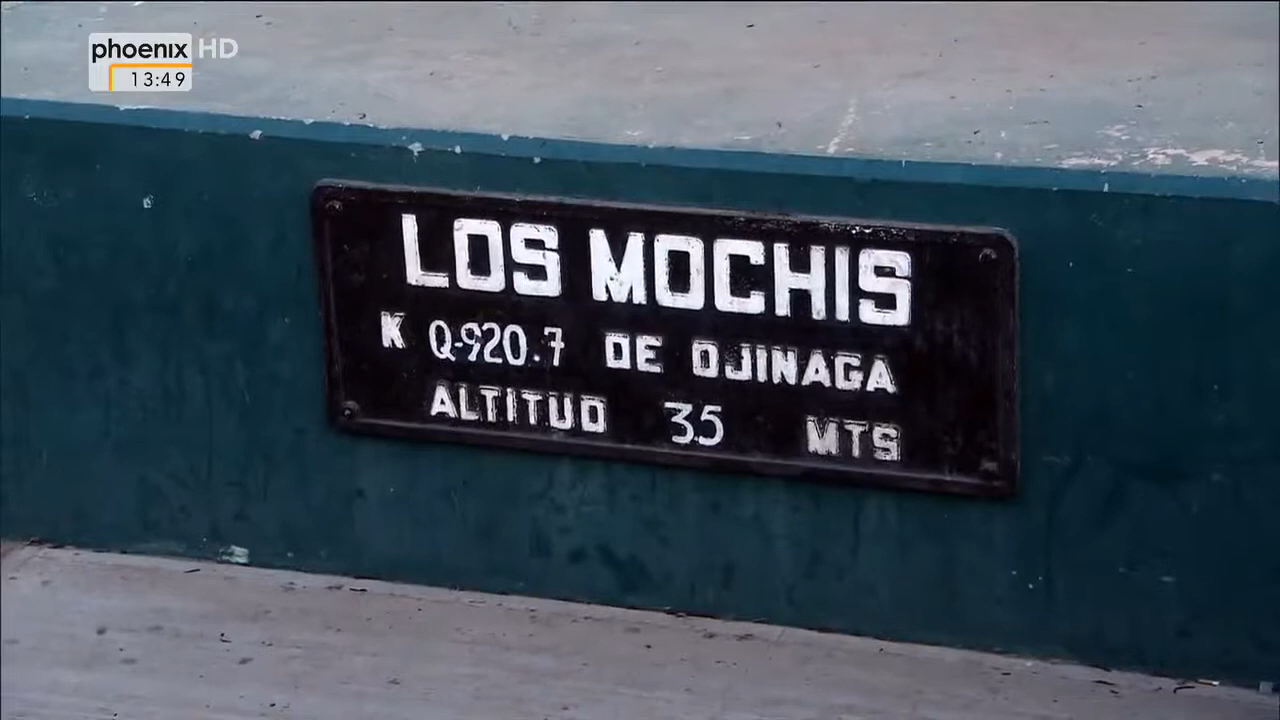 phoenix HD
13:49
LOS MOCHIS
K Q-920.7 DE OJINAGA
ALTITUD 35 MTS